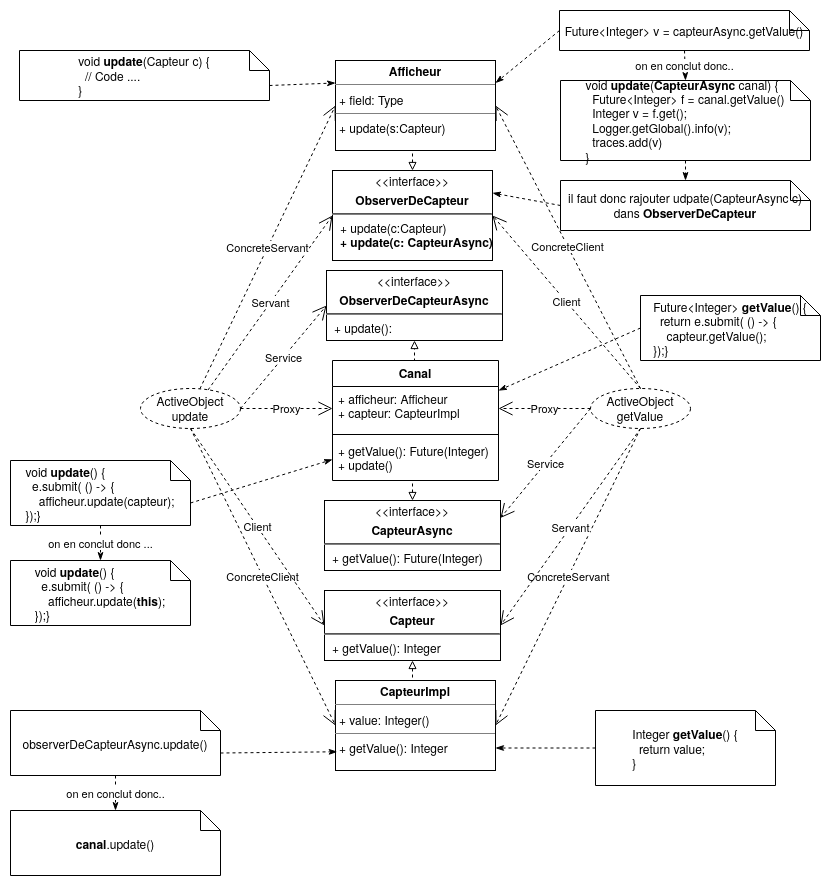 Future<Integer> v = capteurAsync.getValue()
on en conclut donc..
void update(Capteur c) {
// Code ....
}
Afficheur
+ field: Type
+ update(s:Capteur)
void update(CapteurAsync canal) {
Future<Integer> f = canal.getValue()
Integer v = f.get();
Logger.getGlobal().info(v);
traces.add(v)
}
<<interface>>
ObserverDeCapteur
+ update(c:Capteur)
+ update(c: CapteurAsync)
il faut donc rajouter udpate(CapteurAsync c)
dans ObserverDeCapteur
ConcreteServant
ConcreteClient
<<interface>>
ObserverDeCapteurAsync
+ update():
Servant
Client
Service
Future<Integer> getValue() {
return e.submit( () -> {
capteur.getValue();
});}
Canal
+ afficheur: Afficheur
+ capteur: CapteurImpl
+ getValue(): Future(Integer)
+ update()
ActiveObject
update
Proxy
Proxy
ActiveObject
getValue
void update() {
e.submit( () -> {
afficheur.update(capteur);
});}
Service
on en conclut donc ...
<<interface>>
CapteurAsync
+ getValue(): Future(Integer)
Client
Servant
void update() {
e.submit( () -> {
afficheur.update(this);
});}
ConcreteClient
ConcreteServant
<<interface>>
Capteur
+ getValue(): Integer
CapteurImpl
+ value: Integer()
+ getValue(): Integer
observerDeCapteurAsync.update()
Integer getValue() {
return value;
}
on en conclut donc..
canal.update()